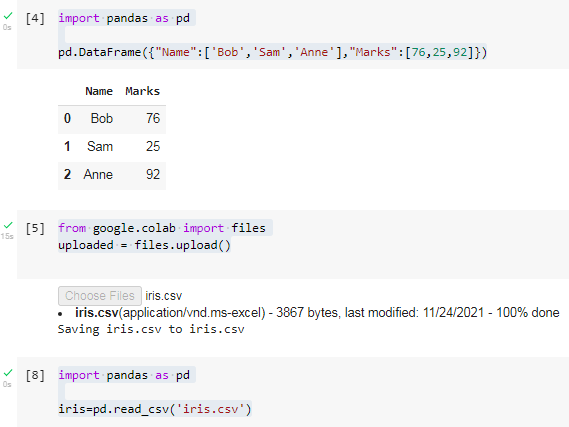 [4] import pandas as pd
0s
pd.DataFrame({"Name":['Bob','Sam','Anne'],"Marks":[76,25,92]})
Name Marks
0 Bob 76
1 Sam 25
2 Anne 92
[5] from google.colab import files
15s uploaded = files.upload()
Choose Files iris.csv
• iris.csv(application/vnd.ms-excel) - 3867 bytes, last modified: 11/24/2021 - 100% done
Saving iris.csv to iris.csv
[8] import pandas as pd
0s
iris=pd.read_csv('iris.csv')